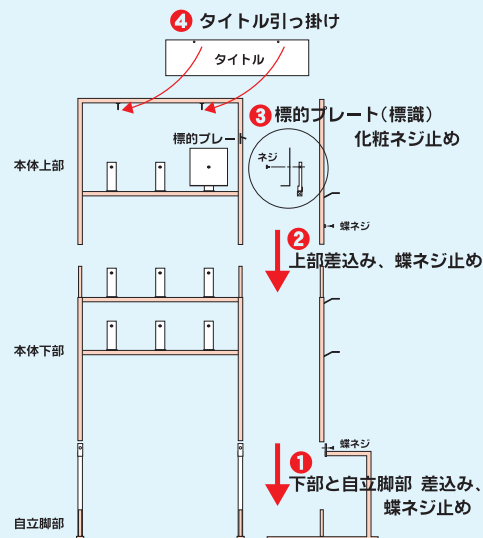 ❹ タイトル引っ掛け
タイトル
❸ 標的プレート(標識)
化粧ネジ止め
標的プレート
ネジ
本体上部
蝶ネジ
❷
上部差込み、蝶ネジ止め
本体下部
蝶ネジ
❶
下部と自立脚部 差込み、
蝶ネジ止め
自立脚部